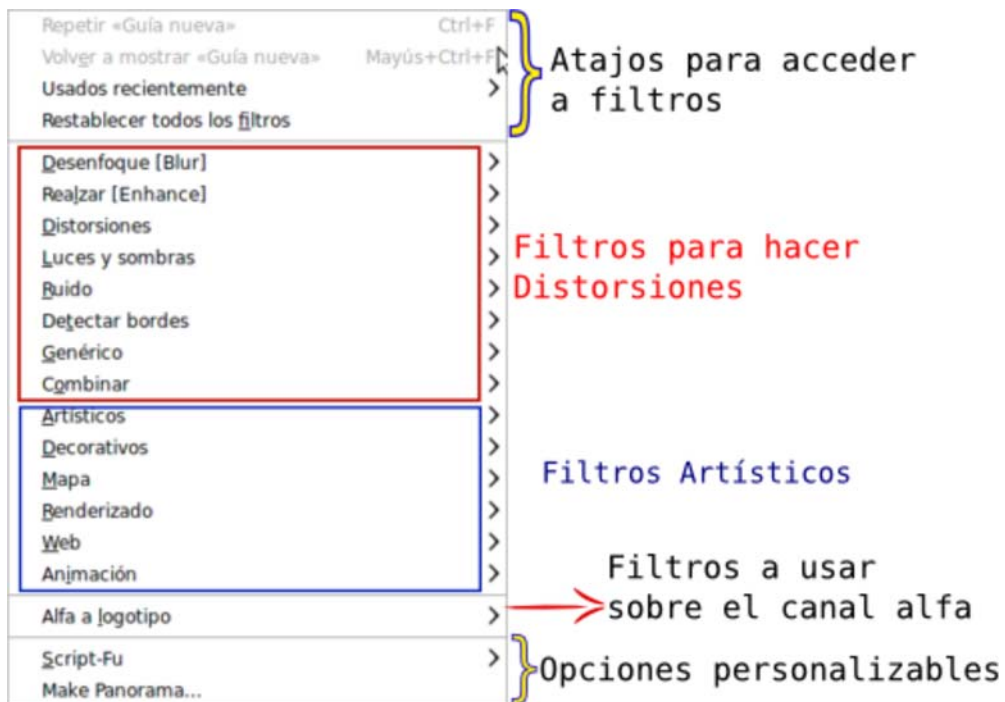 Repetir «Guía nueva» Ctrl+F
Volver a mostrar «Guía nueva» Mayús+Ctrl+F
Usados recientemente
Restablecer todos los filtros
Atajos para acceder
a filtros
Desenfoque [Blur]
Realzar [Enhance]
Distorsiones
Luces y sombras
Ruido
Detectar bordes
Genérico
Combinar
Filtros para hacer
Distorsiones
Artísticos
Decorativos
Mapa
Renderizado
Web
Animación
Filtros Artísticos
Alfa a logotipo
Filtros a usar
sobre el canal alfa
Script-Fu
Make Panorama...
Opciones personalizables